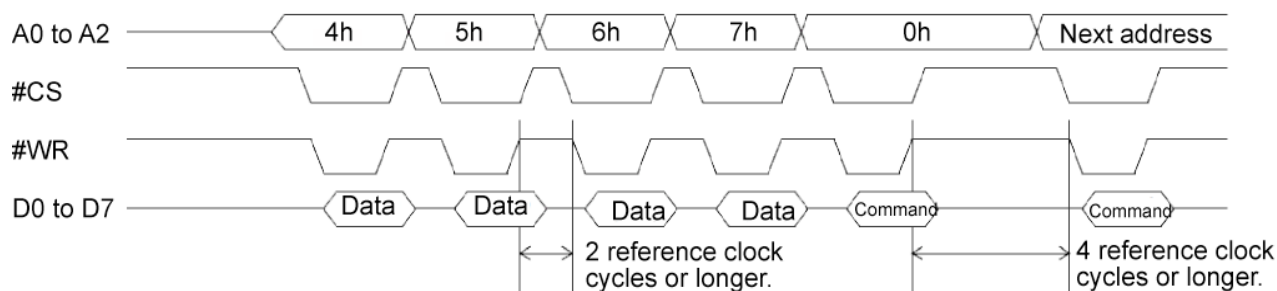 A0 to A2 4h 5h 6h 7h 0h Next address
#CS
#WR
D0 to D7 Data Data Data Data Command Command
2 reference clock
cycles or longer.
4 reference clock
cycles or longer.